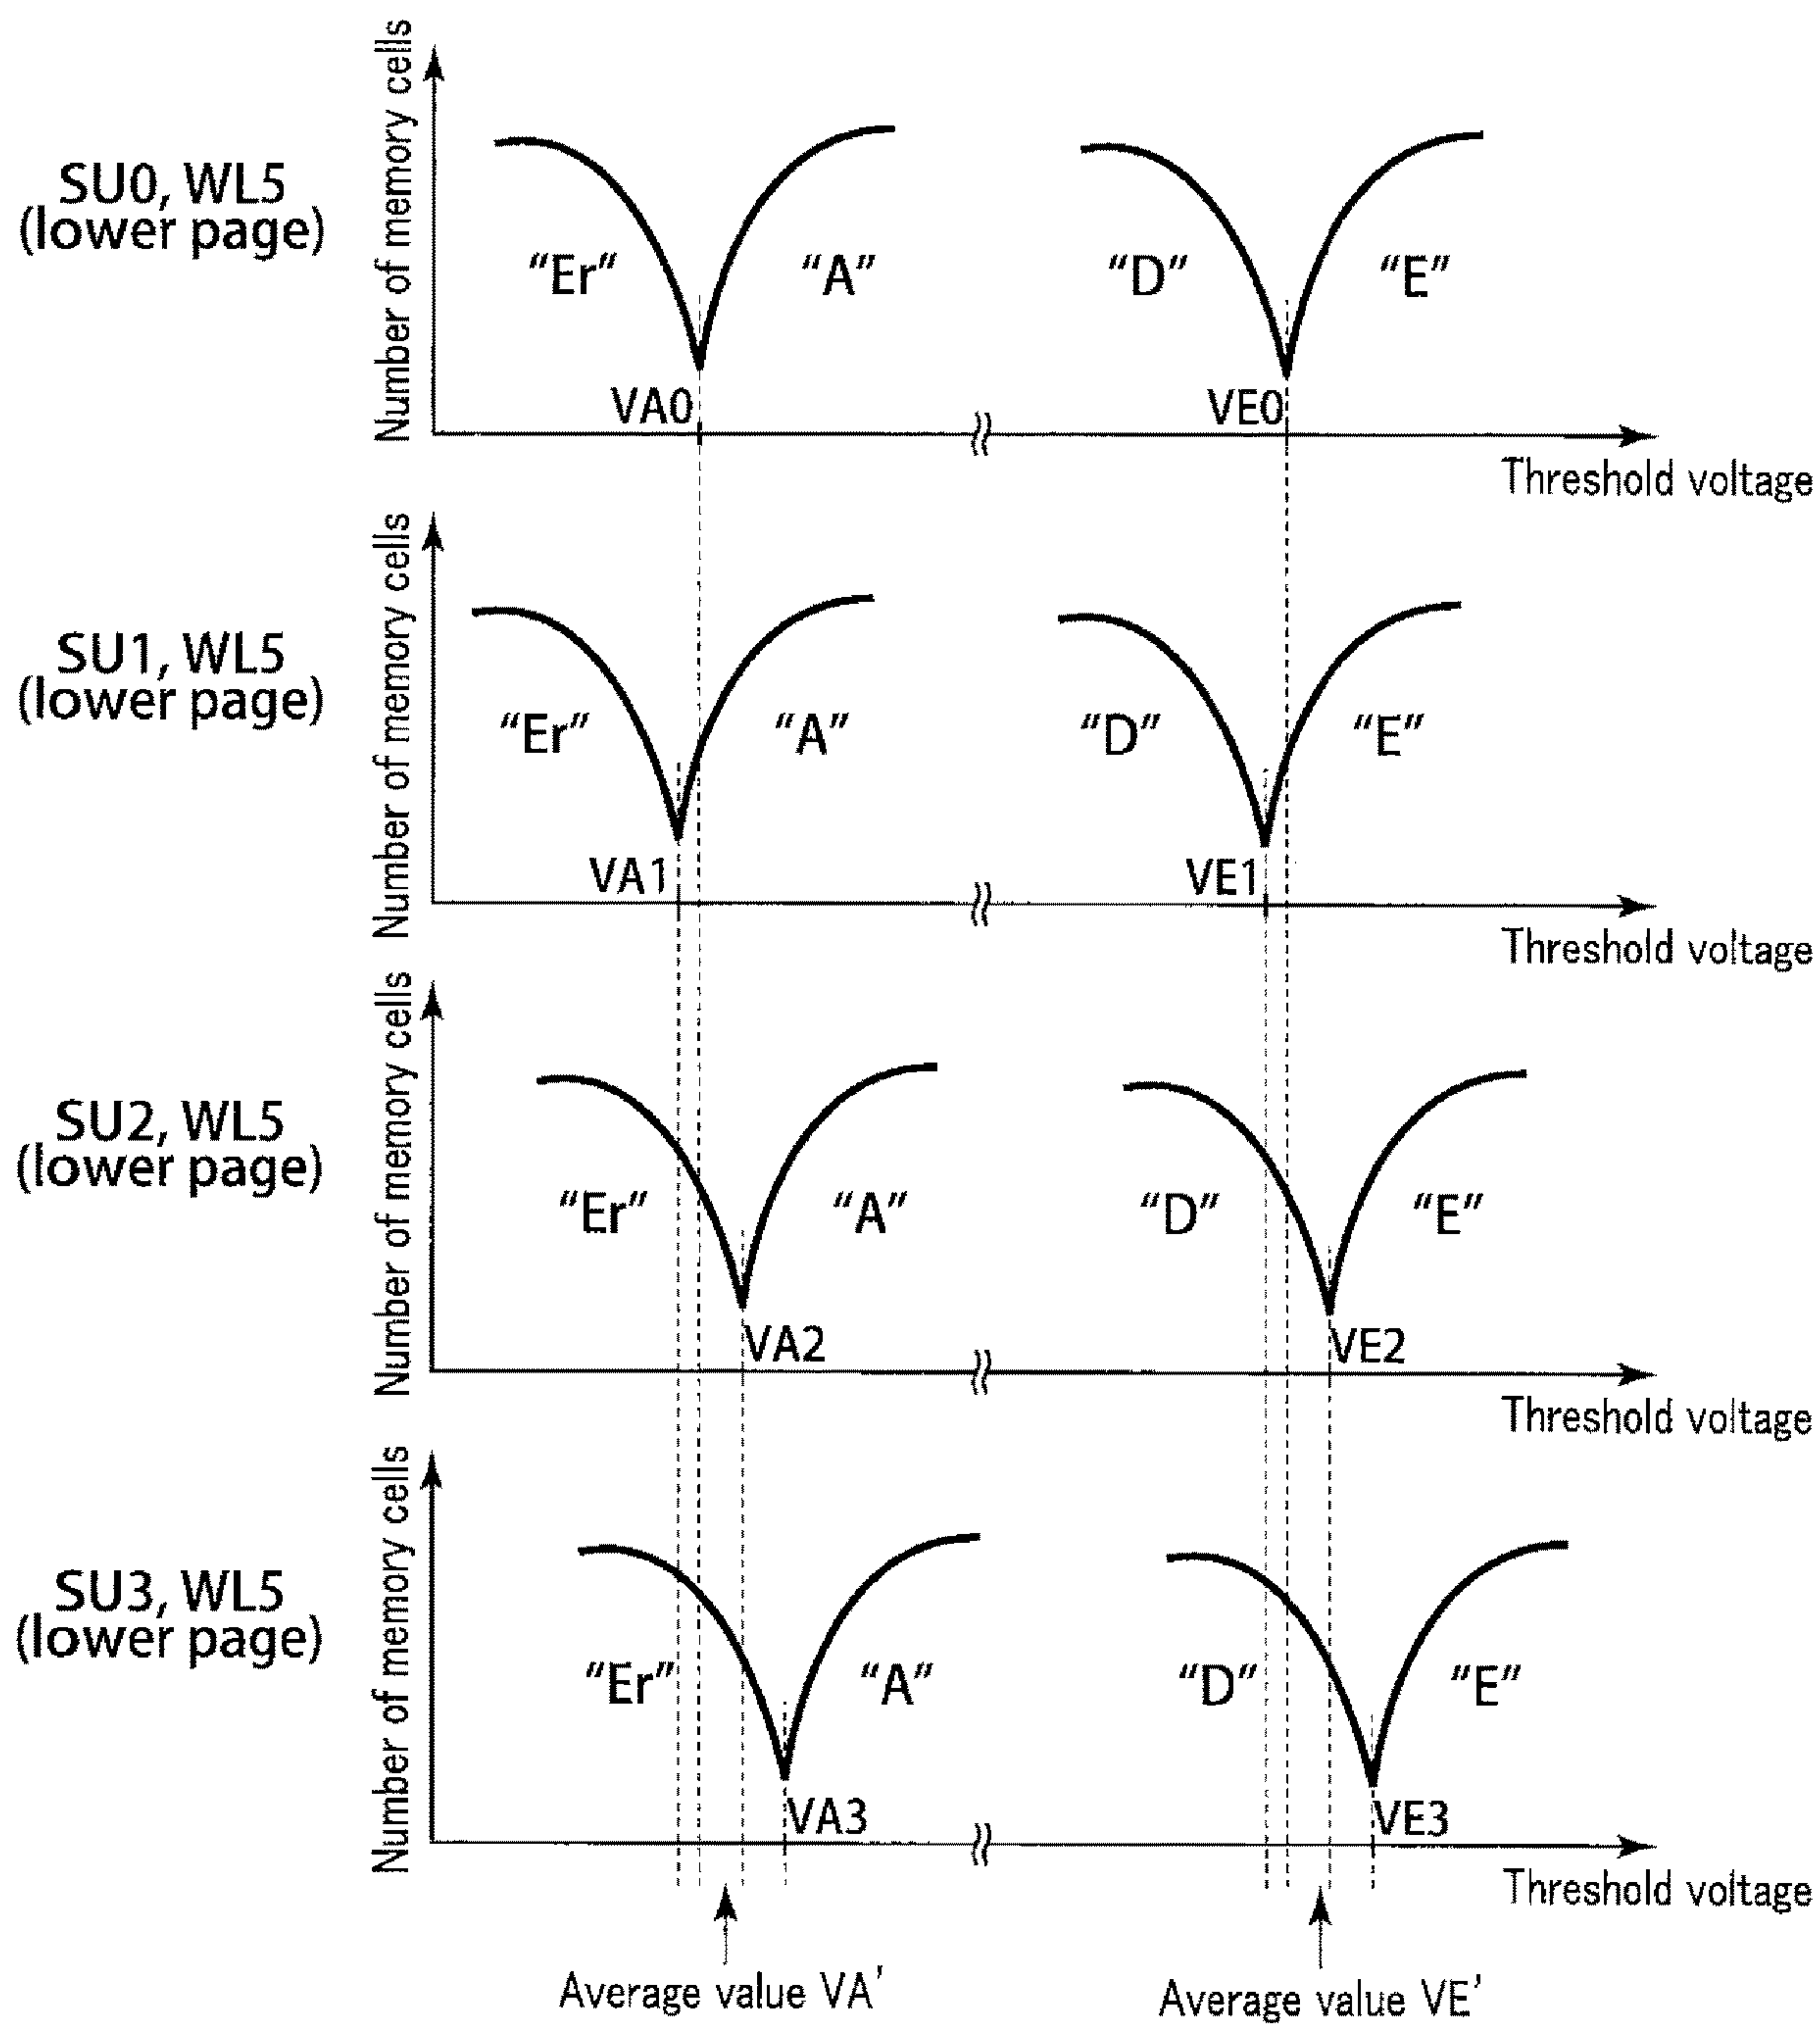 Number of memory cells
SU0, WL5
(lower page)
“Er”
“A”
“D”
“E”
VA0
VE0
Threshold voltage
Number of memory cells
SU1, WL5
(lower page)
“Er”
“A”
“D”
“E”
VA1
VE1
Threshold voltage
Number of memory cells
SU2, WL5
(lower page)
“Er”
“A”
“D”
“E”
VA2
VE2
Threshold voltage
Number of memory cells
SU3, WL5
(lower page)
“Er”
“A”
“D”
“E”
VA3
VE3
Threshold voltage
Average value VA'
Average value VE'